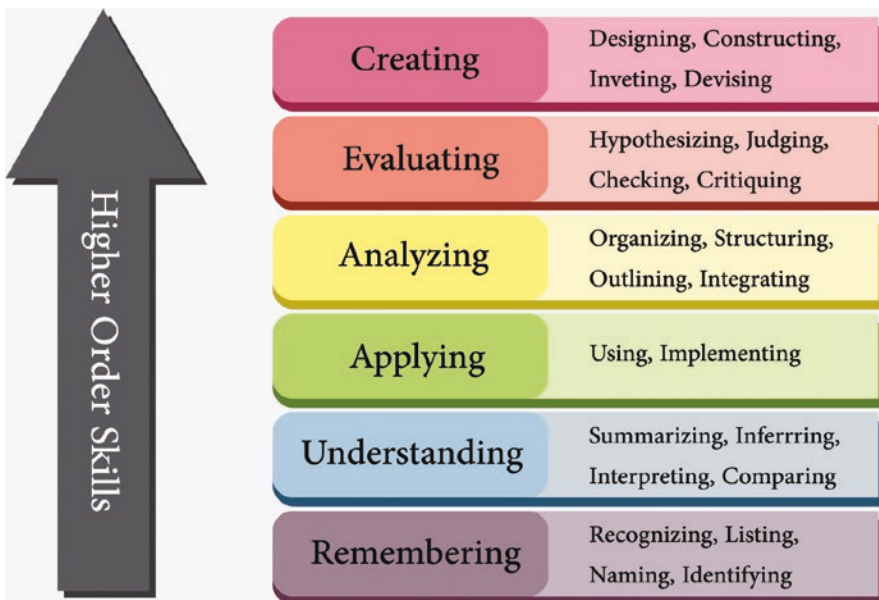 Higher Order Skills
Creating
Designing, Constructing,
Inveting, Devising
Evaluating
Hypothesizing, Judging,
Checking, Critiquing
Analyzing
Organizing, Structuring,
Outlining, Integrating
Applying
Using, Implementing
Understanding
Summarizing, Inferrring,
Interpreting, Comparing
Remembering
Recognizing, Listing,
Naming, Identifying